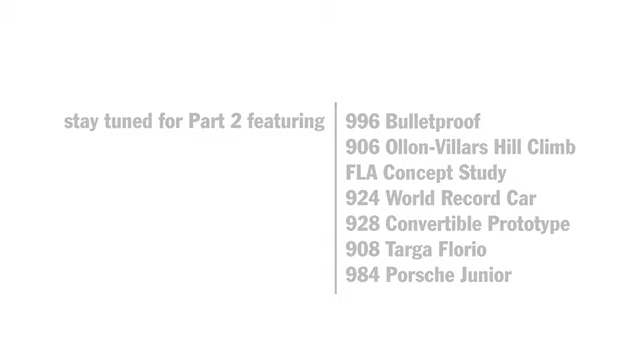 stay tuned for Part 2 featuring
996 Bulletproof
906 Ollon-Villars Hill Climb
FLA Concept Study
924 World Record Car
928 Convertible Prototype
908 Targa Florio
984 Porsche Junior